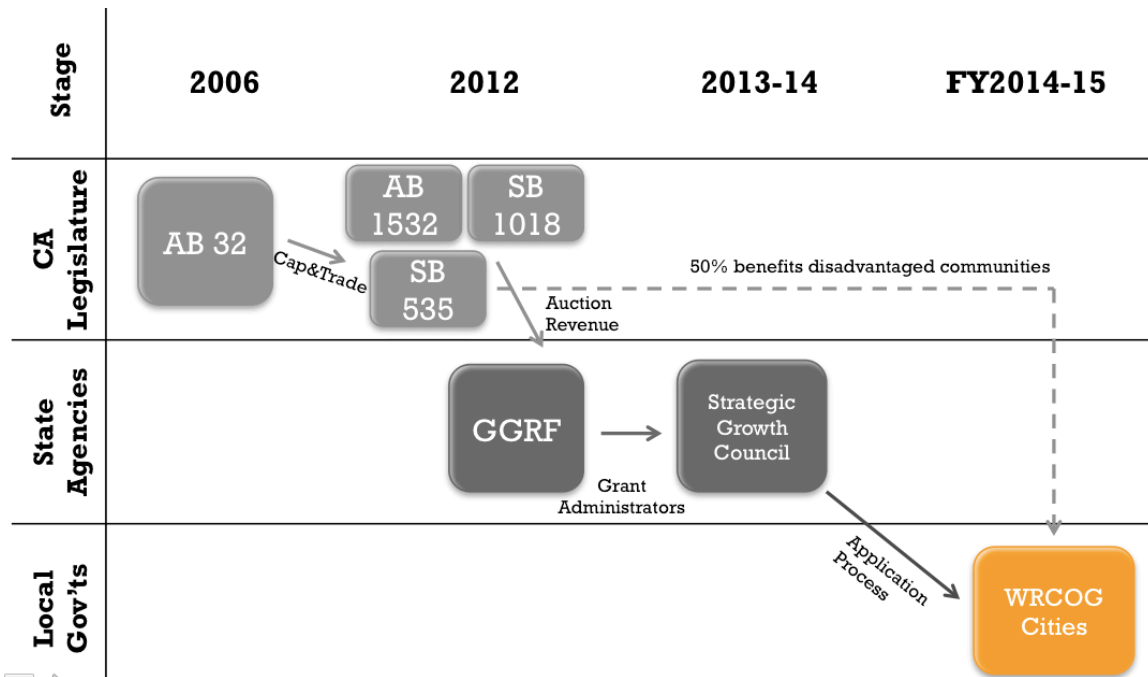 Stage
2006
2012
2013-14
FY2014-15
CA
Legislature
AB 32
Cap&Trade
AB
1532
SB
1018
SB
535
50% benefits disadvantaged communities
Auction
Revenue
State
Agencies
GGRF
Grant
Administrators
Strategic
Growth
Council
Application
Process
Local
Gov'ts
WRCOG
Cities